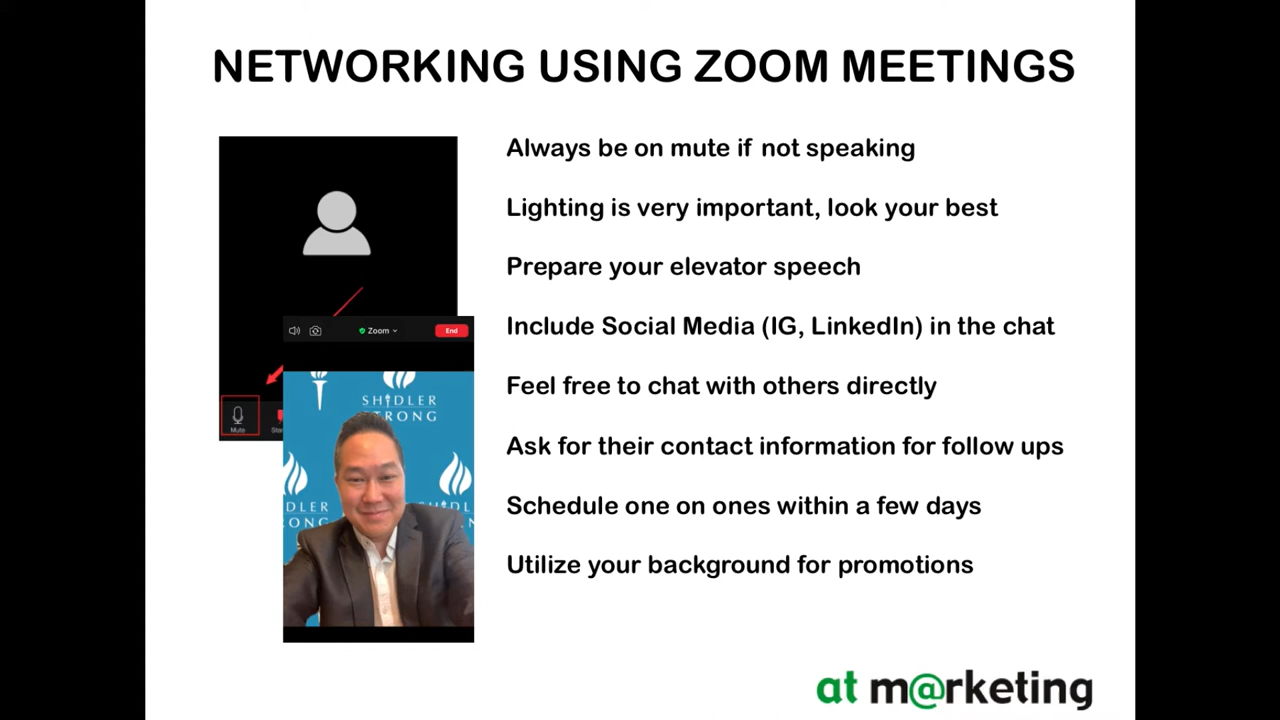 NETWORKING USING ZOOM MEETINGS
Always be on mute if not speaking
Lighting is very important, look your best
Prepare your elevator speech
Include Social Media (IG, LinkedIn) in the chat
Feel free to chat with others directly
Ask for their contact information for follow ups
Schedule one on ones within a few days
Utilize your background for promotions
Mute
Zoom
End
SHIDLER
STRONG
at m@rketing